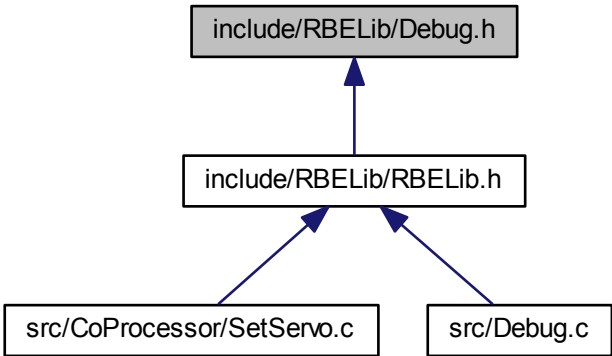 include/RBELib/Debug.h
include/RBELib/RBELib.h
src/CoProcessor/SetServo.c
src/Debug.c